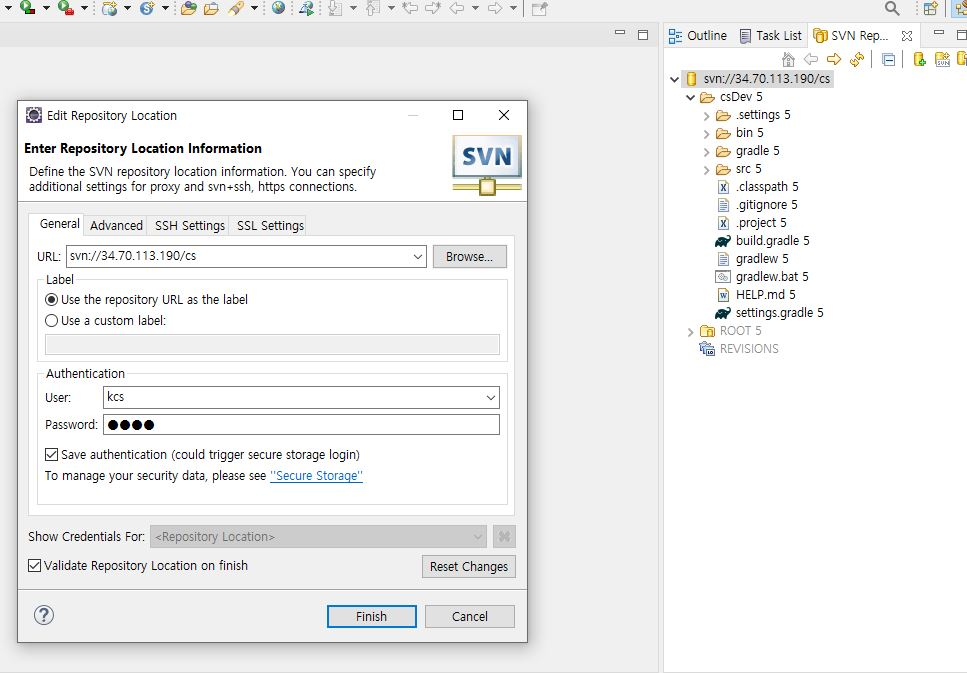 Outline
Task List
SVN Rep...
svn://34.70.113.190/cs
csDev 5
.settings 5
bin 5
gradle 5
src 5
.classpath 5
.gitignore 5
.project 5
build.gradle 5
gradlew 5
gradlew.bat 5
HELP.md 5
settings.gradle 5
ROOT 5
REVISIONS
Edit Repository Location
Enter Repository Location Information
Define the SVN repository location information. You can specify
additional settings for proxy and svn+ssh, https connections.
SVN
General
Advanced
SSH Settings
SSL Settings
URL:
svn://34.70.113.190/cs
Browse...
Label
Use the repository URL as the label
Use a custom label:
Authentication
User:
kcs
Password:
●●●●
Save authentication (could trigger secure storage login)
To manage your security data, please see "Secure Storage"
Show Credentials For:
<Repository Location>
Validate Repository Location on finish
Reset Changes
Finish
Cancel